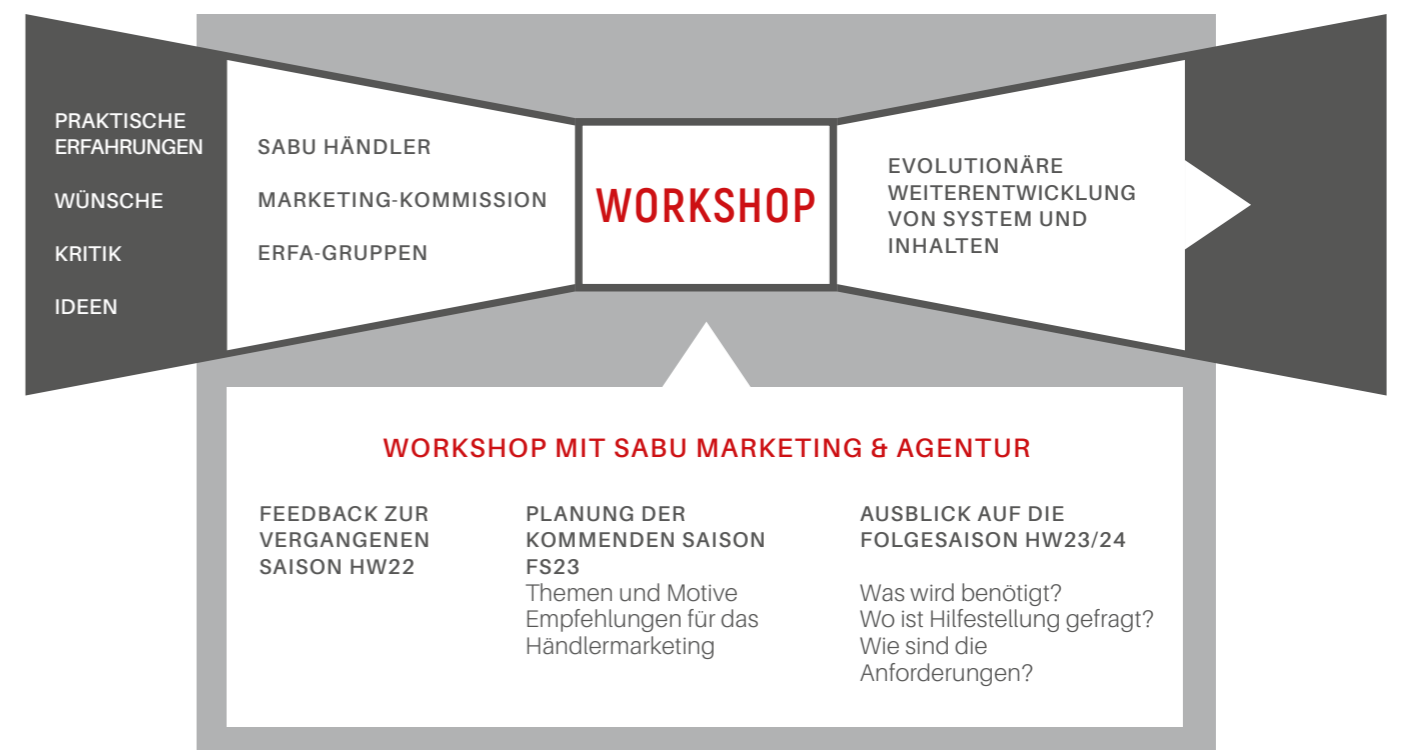 PRAKTISCHE
ERFAHRUNGEN
WÜNSCHE
KRITIK
IDEEN
SABU HÄNDLER
MARKETING-KOMMISSION
ERFA-GRUPPEN
WORKSHOP
EVOLUTIONÄRE
WEITERENTWICKLUNG
VON SYSTEM UND
INHALTEN
WORKSHOP MIT SABU MARKETING & AGENTUR
FEEDBACK ZUR
VERGANGENEN
SAISON HW22
PLANUNG DER
KOMMENDEN SAISON
FS23
Themen und Motive
Empfehlungen für das
Händlermarketing
AUSBLICK AUF DIE
FOLGESAISON HW23/24
Was wird benötigt?
Wo ist Hilfestellung gefragt?
Wie sind die
Anforderungen?